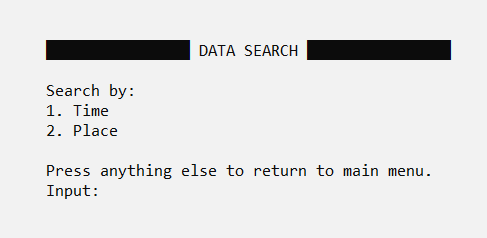 DATA SEARCH
Search by:
1. Time
2. Place
Press anything else to return to main menu.
Input: